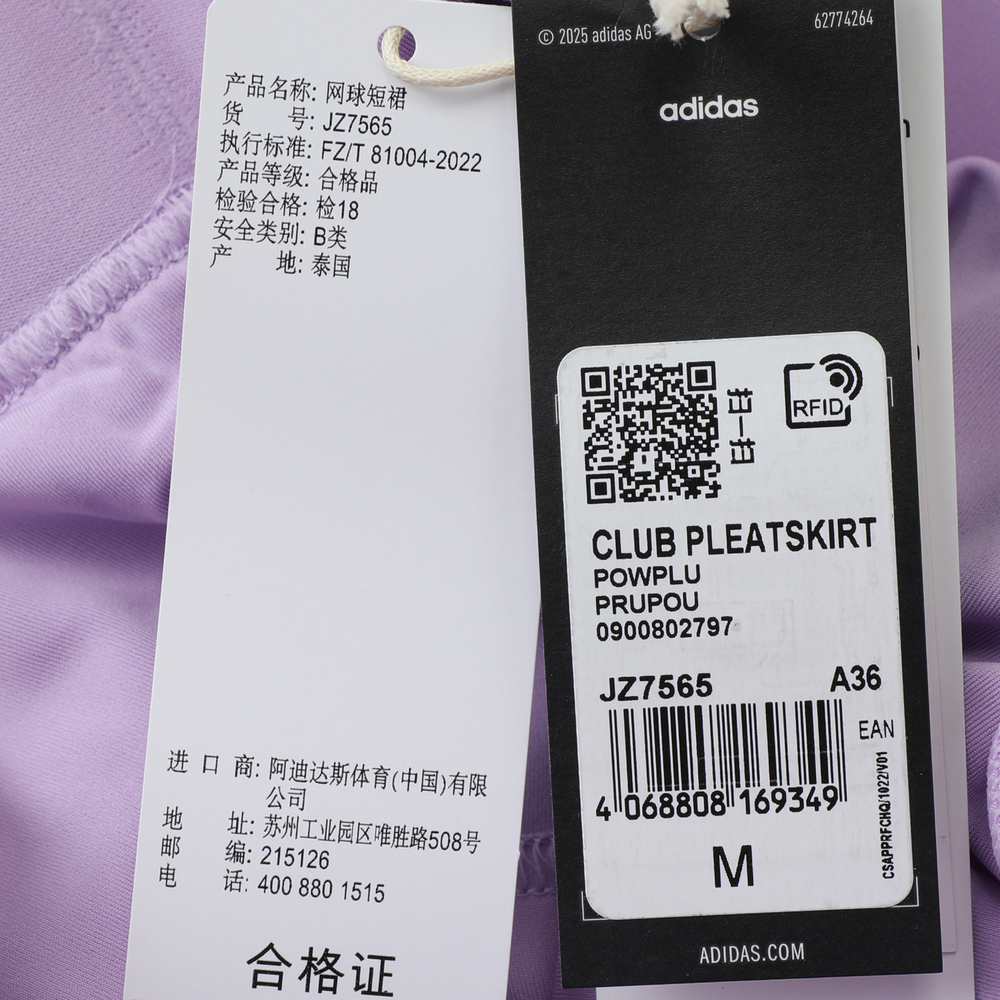 产品名称: 网球短裙
货 号: JZ7565
执行标准: FZ/T 81004-2022
产品等级: 合格品
检验合格: 检18
安全类别: B类
产 地: 泰国
进 口 商: 阿迪达斯体育(中国)有限
公司
地 址: 苏州工业园区唯胜路508号
邮 编: 215126
电 话: 400 880 1515
合格证
© 2025 adidas AG
62774264
adidas
扫一扫
RFID
CLUB PLEATSKIRT
POWPLU
PRUPOU
0900802797
JZ7565 A36
EAN
4 068808 169349
CSAPPRFCHQ/1022/V01
M
ADIDAS.COM